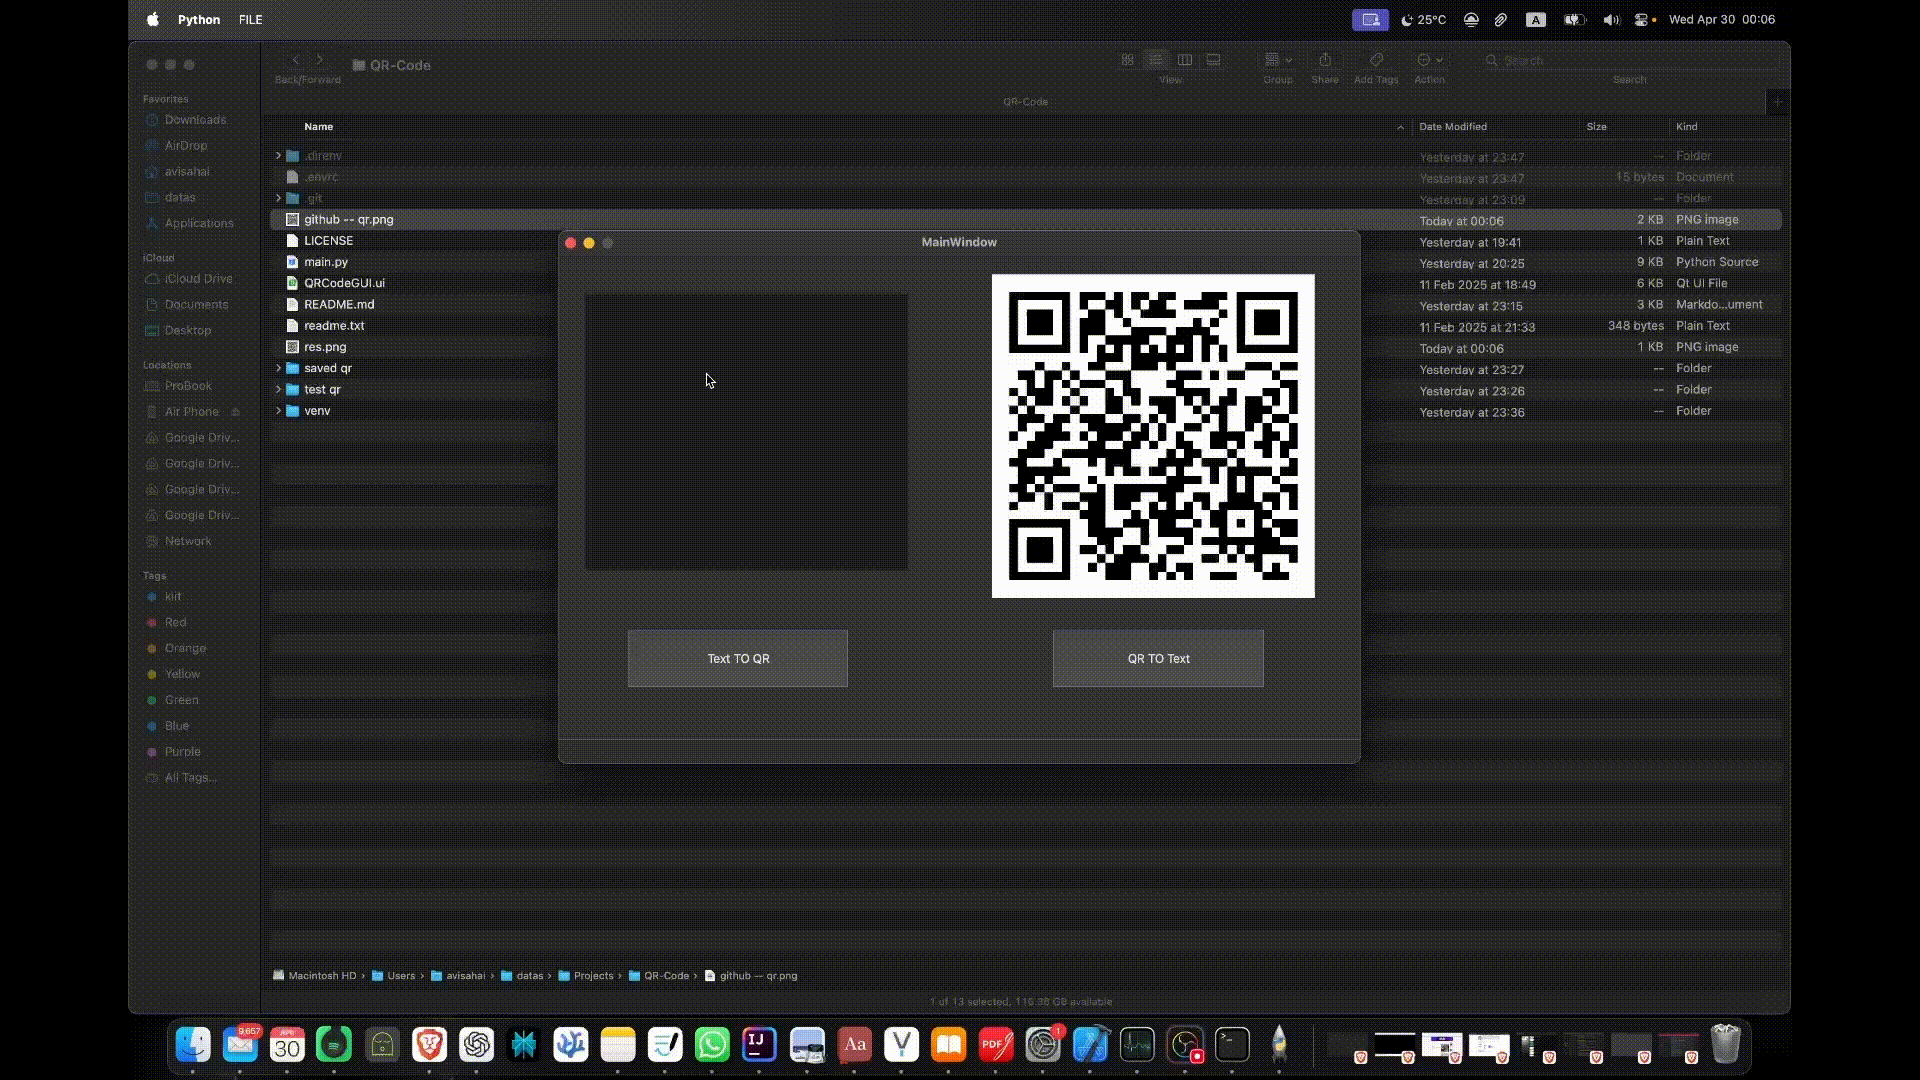 Python FILE
25°C A Wed Apr 30 00:06
QR-Code
Back/Forward
View Group Share Add Tags Action Search
Search
QR-Code
Favorites
Downloads
AirDrop
avisahai
datas
Applications
iCloud
iCloud Drive
Documents
Desktop
Locations
ProBook
Air Phone
Google Driv...
Google Driv...
Google Driv...
Google Driv...
Network
Tags
kiit
Red
Orange
Yellow
Green
Blue
Purple
All Tags...
Name Date Modified Size Kind
.direnv Yesterday at 23:47 -- Folder
.envrc Yesterday at 23:47 15 bytes Document
.git Yesterday at 23:09 -- Folder
github -- qr.png Today at 00:06 2 KB PNG image
LICENSE Yesterday at 19:41 1 KB Plain Text
main.py Yesterday at 20:25 9 KB Python Source
QRCodeGUI.ui 11 Feb 2025 at 18:49 6 KB Qt UI File
README.md Yesterday at 23:15 3 KB Markdo...ument
readme.txt 11 Feb 2025 at 21:33 348 bytes Plain Text
res.png Today at 00:06 1 KB PNG image
saved qr Yesterday at 23:27 -- Folder
test qr Yesterday at 23:26 -- Folder
venv Yesterday at 23:36 -- Folder
MainWindow
Text TO QR
QR TO Text
Macintosh HD › Users › avisahai › datas › Projects › QR-Code › github -- qr.png
1 of 13 selected, 116.38 GB available
9,657
APR
30
IJ
Aa
PDF
1